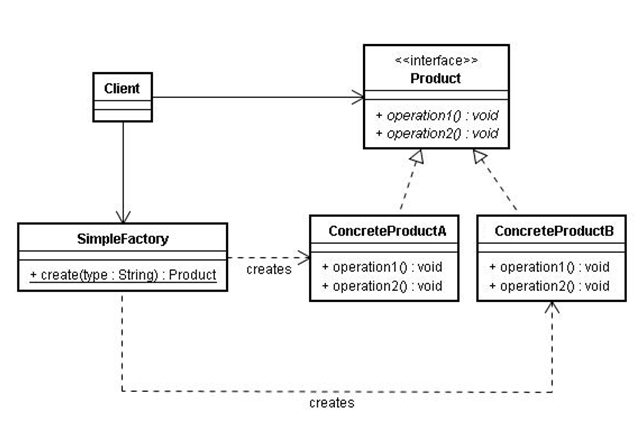 Client
<<interface>>
Product
+ operation1() : void
+ operation2() : void
SimpleFactory
+ create(type : String) : Product
creates
ConcreteProductA
+ operation1() : void
+ operation2() : void
ConcreteProductB
+ operation1() : void
+ operation2() : void
creates